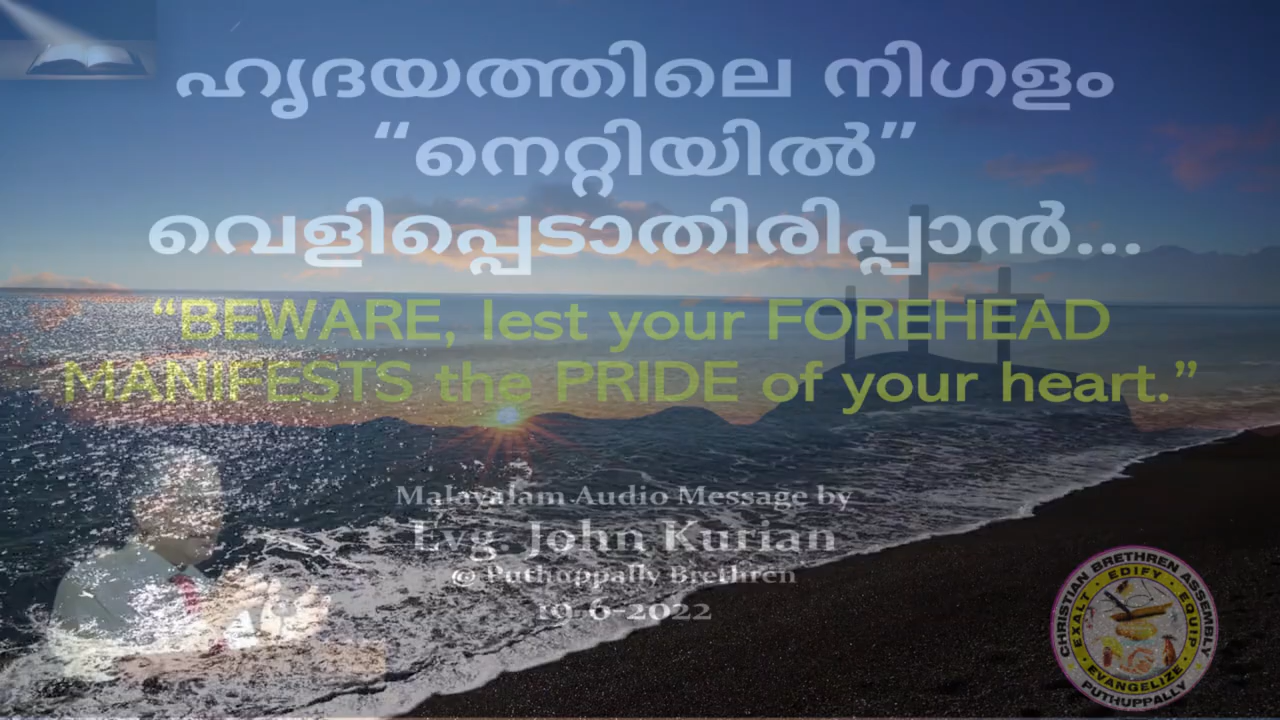 ഹൃദയത്തിലെ നിഗളം
“നെറ്റിയിൽ”
വെളിപ്പെടാതിരിപ്പാൻ...
“BEWARE, lest your FOREHEAD
MANIFESTS the PRIDE of your heart.”
Malayalam Audio Message by
Evg. John Kurian
@ Puthuppally Brethren
19-6-2022
CHRISTIAN BRETHREN ASSEMBLY
EXALT • EDIFY • EQUIP
• EVANGELIZE •
PUTHUPPALLY